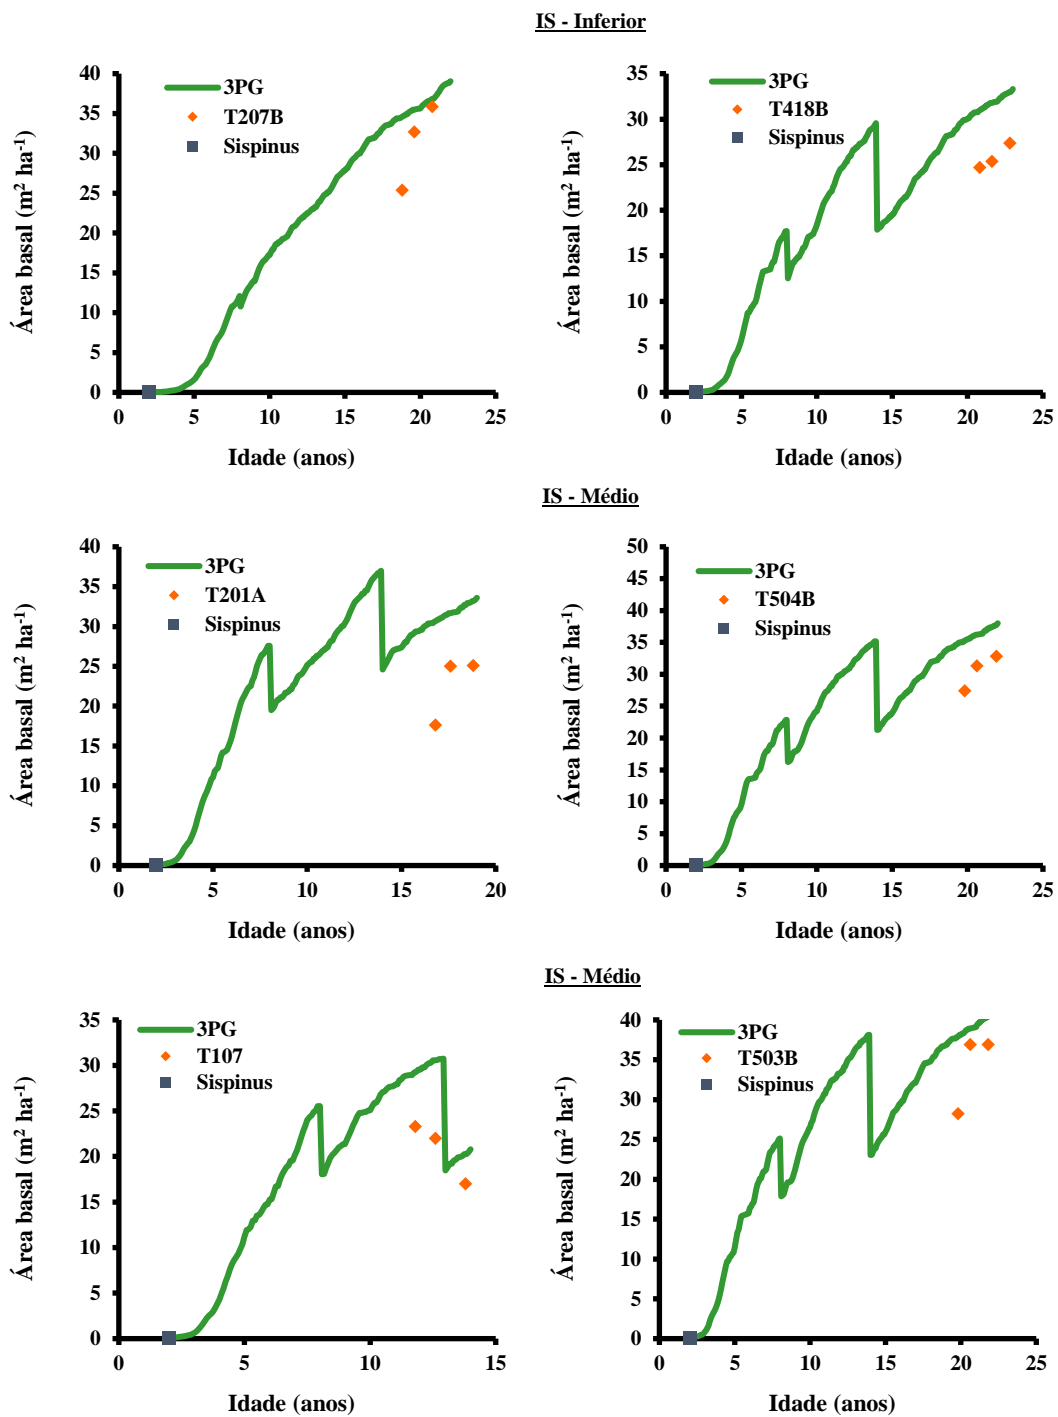 IS - Inferior
40
35
30
25
20
15
10
5
0
3PG
T207B
Sispinus
0 5 10 15 20 25
Área basal (m² ha⁻¹)
Idade (anos)
35
30
25
20
15
10
5
0
3PG
T418B
Sispinus
0 5 10 15 20 25
Área basal (m² ha⁻¹)
Idade (anos)
IS - Médio
40
35
30
25
20
15
10
5
0
3PG
T201A
Sispinus
0 5 10 15 20
Área basal (m² ha⁻¹)
Idade (anos)
50
45
40
35
30
25
20
15
10
5
0
3PG
T504B
Sispinus
0 5 10 15 20 25
Área basal (m² ha⁻¹)
Idade (anos)
IS - Médio
35
30
25
20
15
10
5
0
3PG
T107
Sispinus
0 5 10 15
Área basal (m² ha⁻¹)
Idade (anos)
40
35
30
25
20
15
10
5
0
3PG
T503B
Sispinus
0 5 10 15 20 25
Área basal (m² ha⁻¹)
Idade (anos)